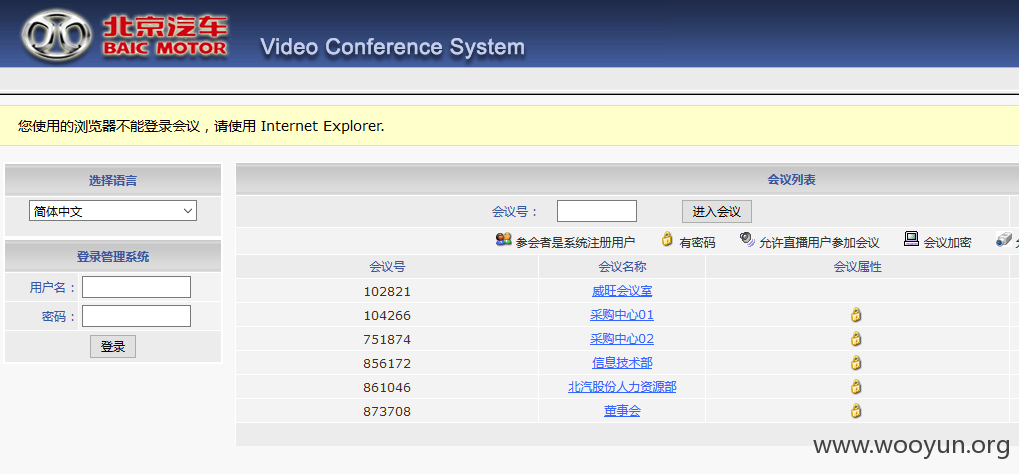 北京汽车
BAIC MOTOR
Video Conference System
您使用的浏览器不能登录会议，请使用 Internet Explorer.
选择语言
简体中文
登录管理系统
用户名：
密码：
登录
会议列表
会议号： 进入会议
参会者是系统注册用户 有密码 允许直播用户参加会议 会议加密
会议号 会议名称 会议属性
102821 威旺会议室
104266 采购中心01
751874 采购中心02
856172 信息技术部
861046 北汽股份人力资源部
873708 董事会
www.wooyun.org